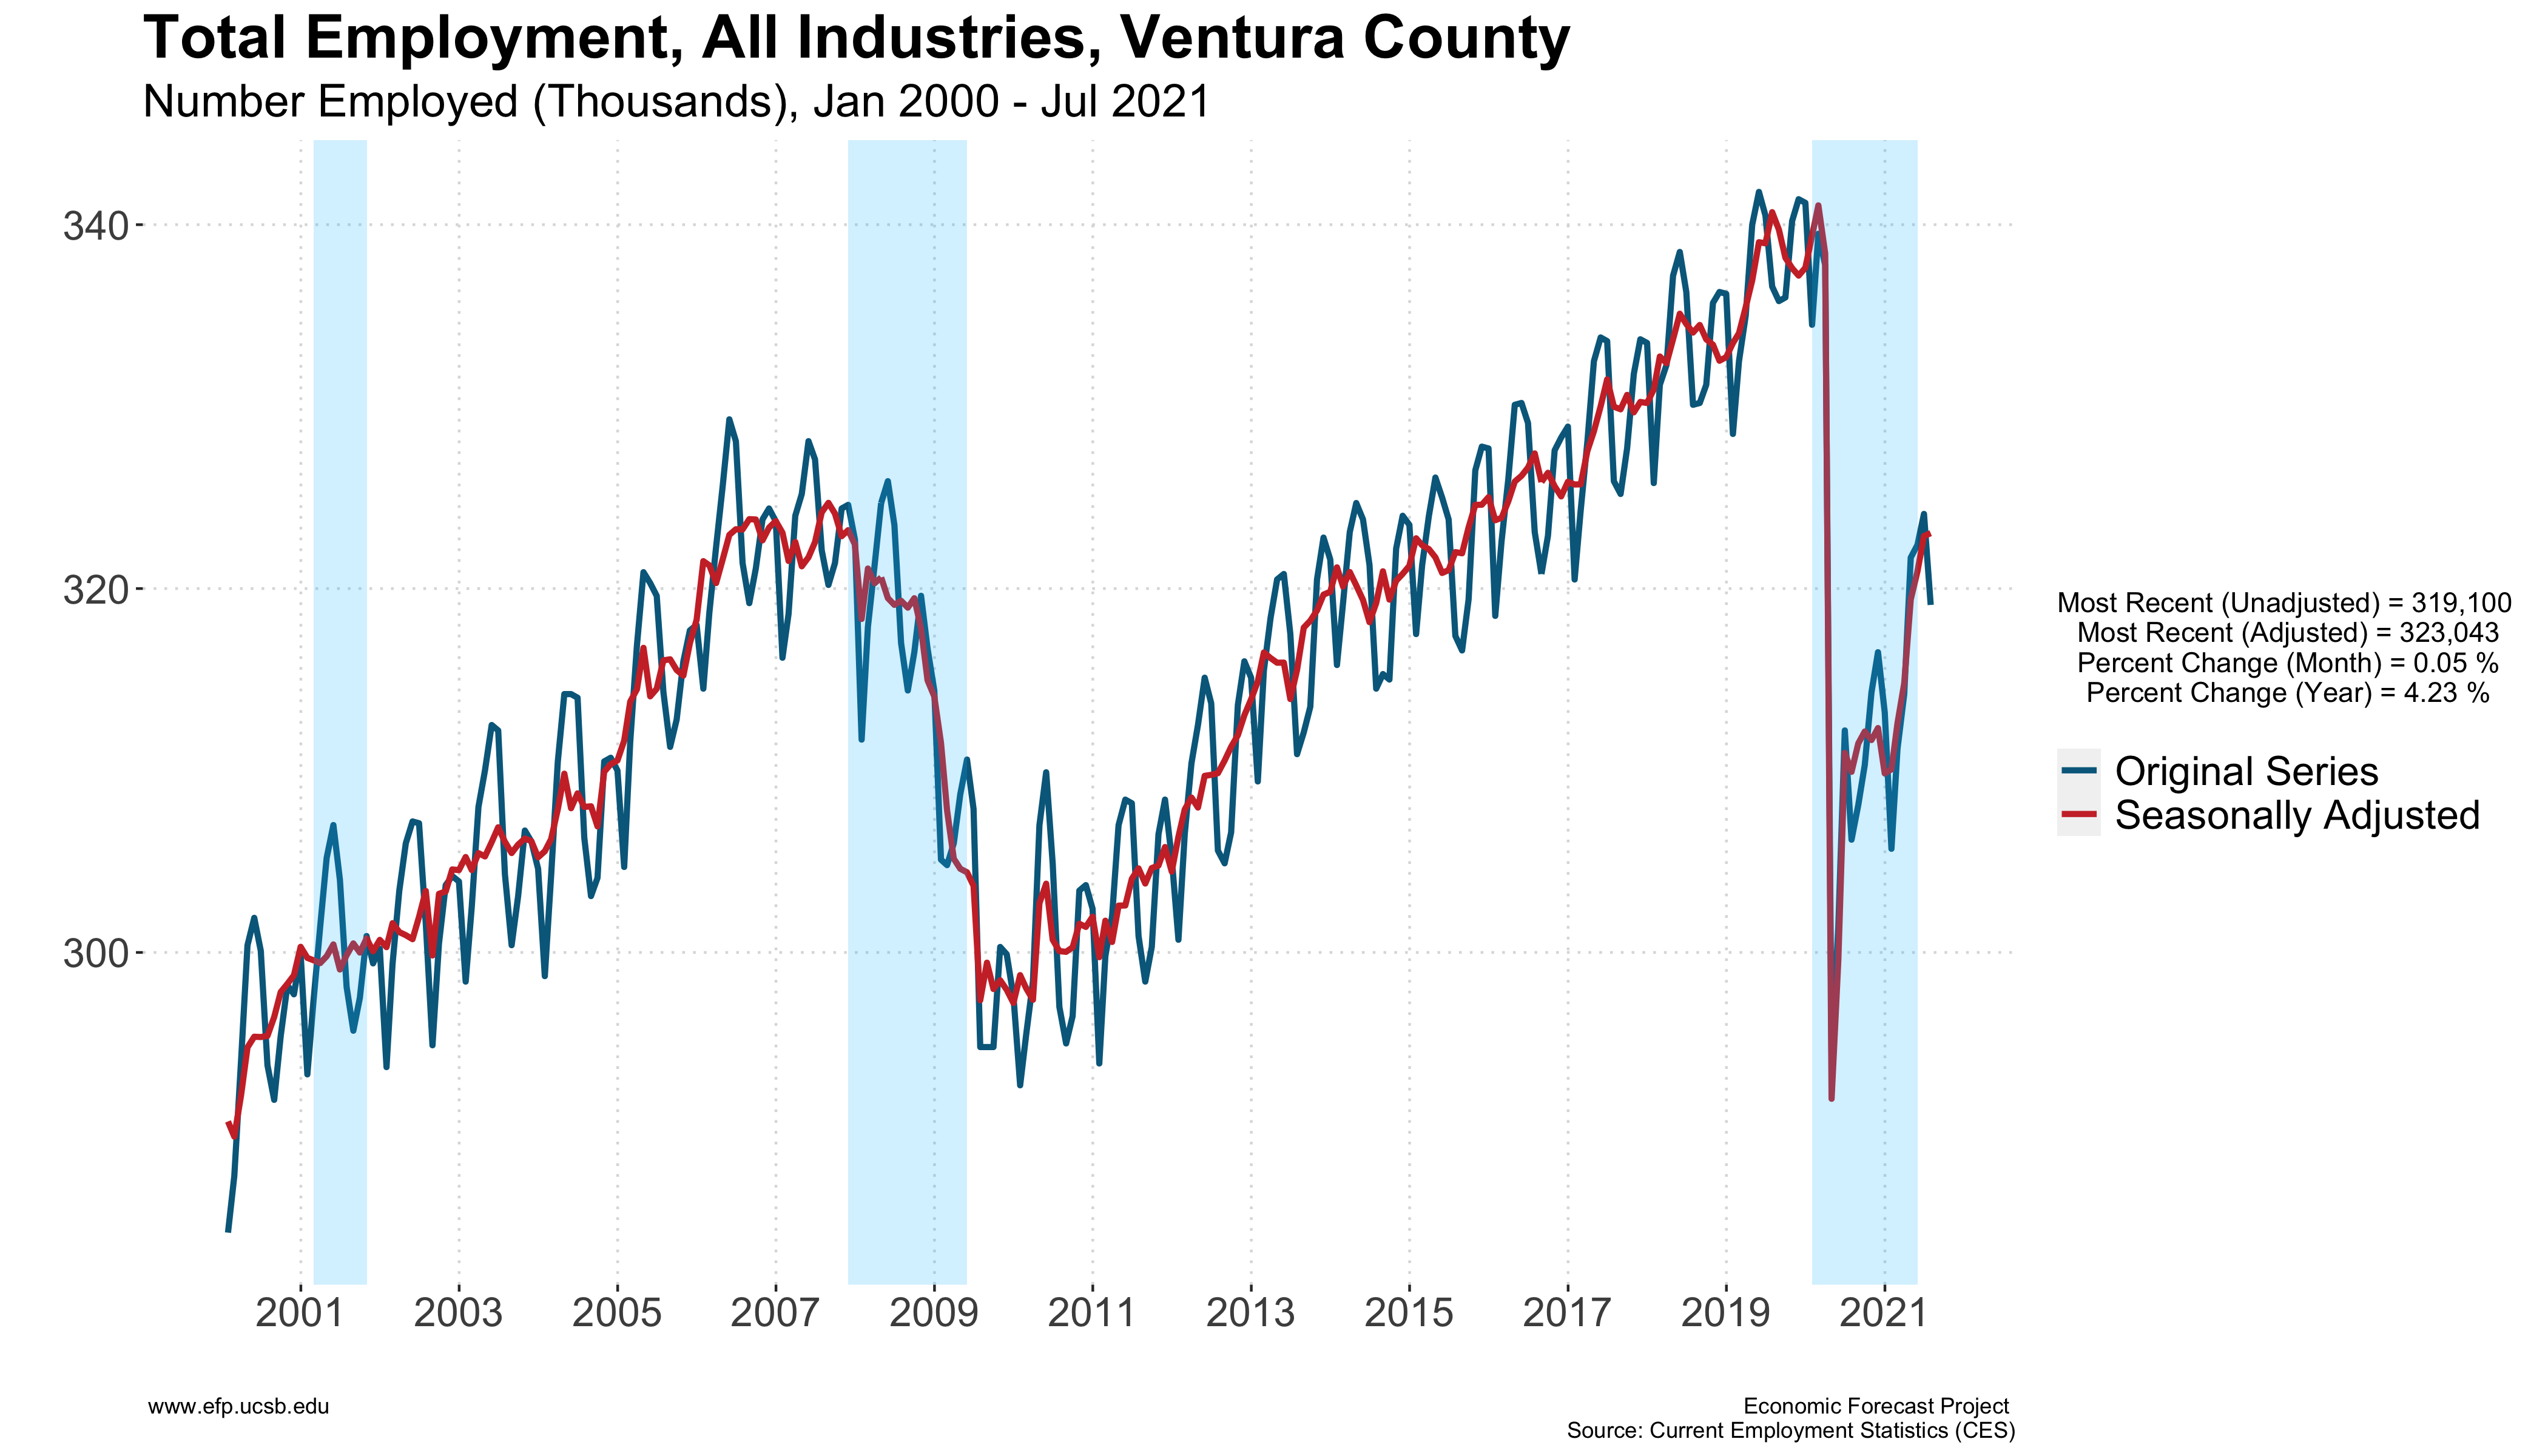 Total Employment, All Industries, Ventura County
Number Employed (Thousands), Jan 2000 - Jul 2021
340
320
300
2001 2003 2005 2007 2009 2011 2013 2015 2017 2019 2021
Most Recent (Unadjusted) = 319,100
Most Recent (Adjusted) = 323,043
Percent Change (Month) = 0.05 %
Percent Change (Year) = 4.23 %
Original Series
Seasonally Adjusted
www.efp.ucsb.edu
Economic Forecast Project
Source: Current Employment Statistics (CES)